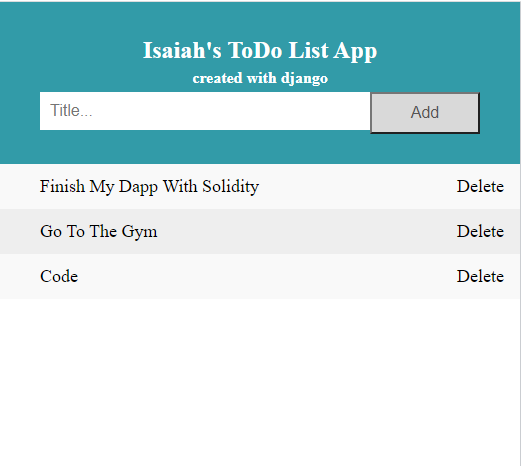 Isaiah's ToDo List App
created with django
Title... Add
Finish My Dapp With Solidity Delete
Go To The Gym Delete
Code Delete